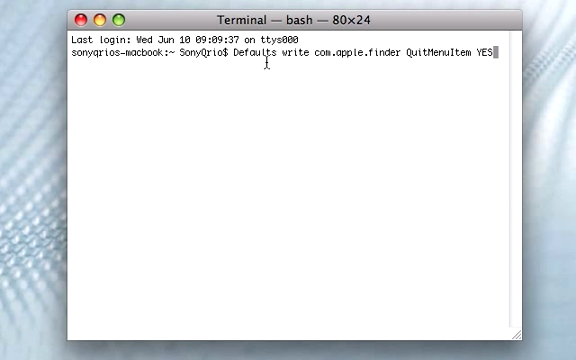 Terminal — bash — 80×24
Last login: Wed Jun 10 09:09:37 on ttys000
sonyqrios-macbook:~ SonyQrio$ Defaults write com.apple.finder QuitMenuItem YES